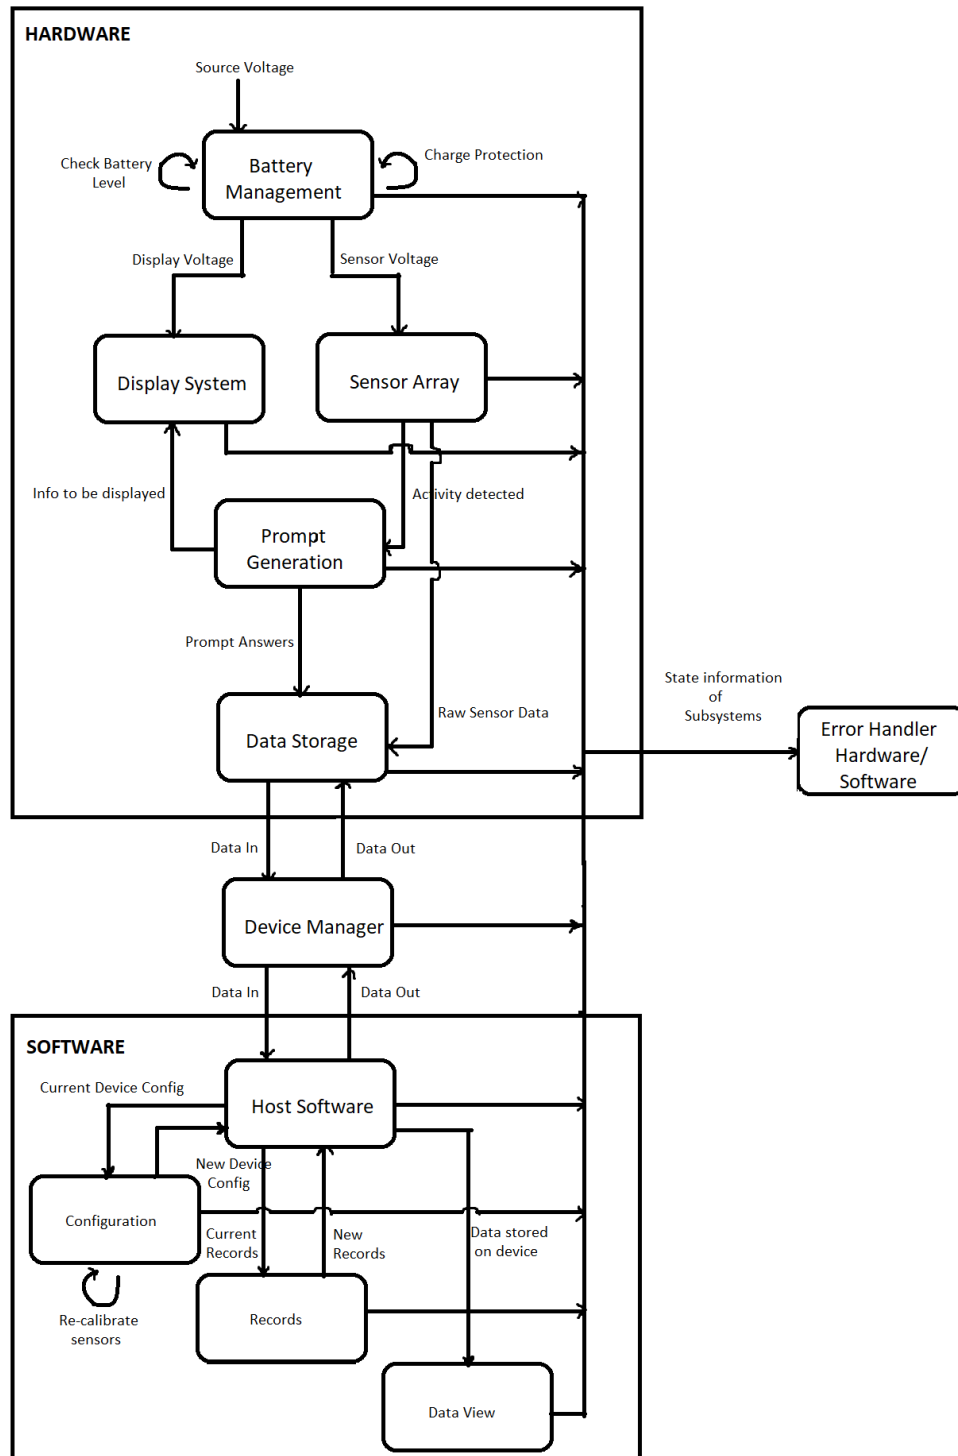 HARDWARE
Source Voltage
Check Battery
Level
Battery
Management
Charge Protection
Display Voltage
Sensor Voltage
Display System
Sensor Array
Info to be displayed
Activity detected
Prompt
Generation
Prompt Answers
Raw Sensor Data
Data Storage
State information
of
Subsystems
Error Handler
Hardware/
Software
Data In
Data Out
Device Manager
Data In
Data Out
SOFTWARE
Current Device Config
Host Software
New Device
Config
Configuration
Current
Records
New
Records
Data stored
on device
Re-calibrate
sensors
Records
Data View